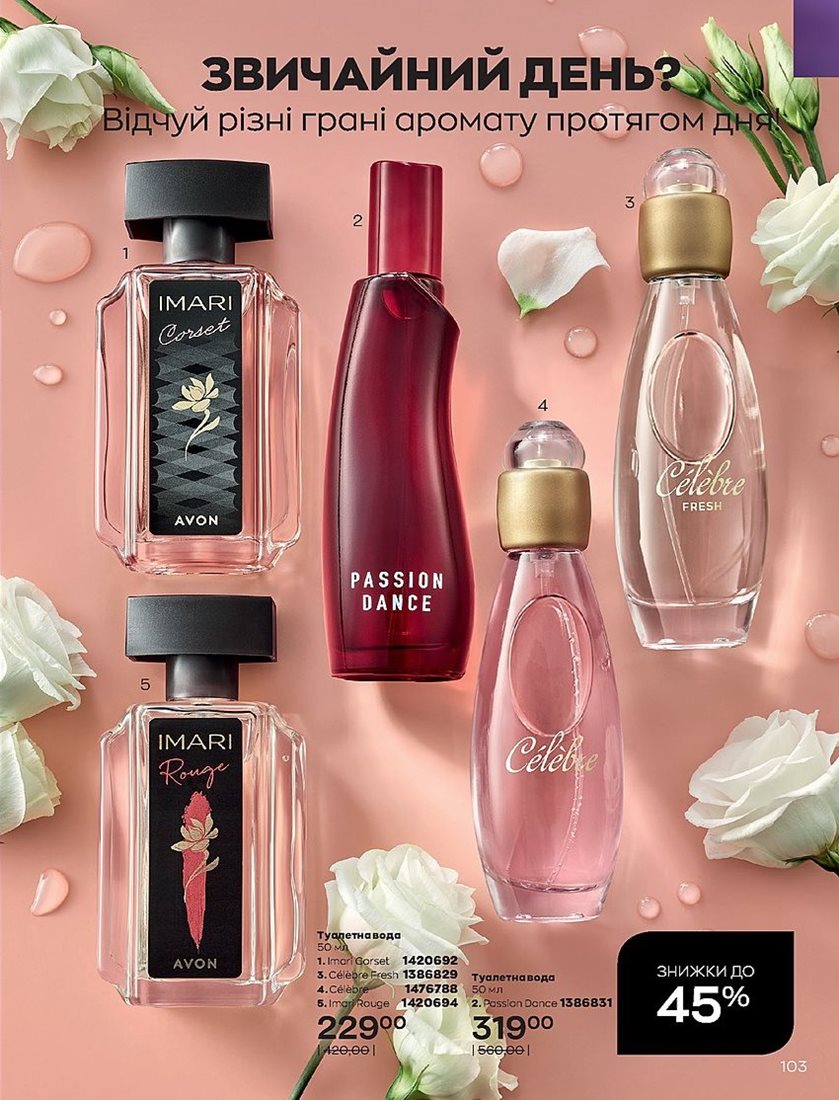 ЗВИЧАЙНИЙ ДЕНЬ?
Відчуй різні грані аромату протягом дня!
1
IMARI
Corset
AVON
2
PASSION
DANCE
3
Célèbre
FRESH
4
Célèbre
5
IMARI
Rouge
AVON
Туалетна вода
50 мл
1. Imari Corset 1420692
3. Célèbre Fresh 1386829
4. Célèbre 1476788
5. Imari Rouge 1420694
229⁰⁰
|420,00|
Туалетна вода
50 мл
2. Passion Dance 1386831
319⁰⁰
|560,00|
ЗНИЖКИ ДО
45%
103